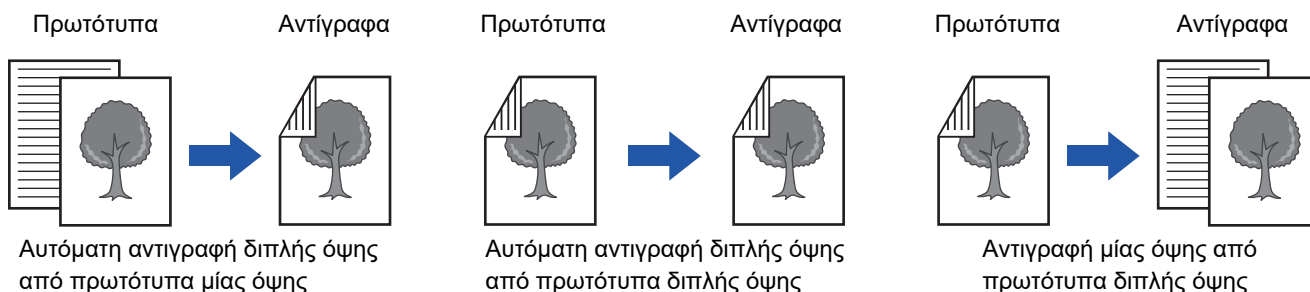 Πρωτότυπα
Αντίγραφα
Πρωτότυπα
Αντίγραφα
Πρωτότυπα
Αντίγραφα
Αυτόματη αντιγραφή διπλής όψης
από πρωτότυπα μίας όψης
Αυτόματη αντιγραφή διπλής όψης
από πρωτότυπα διπλής όψης
Αντιγραφή μίας όψης από
πρωτότυπα διπλής όψης